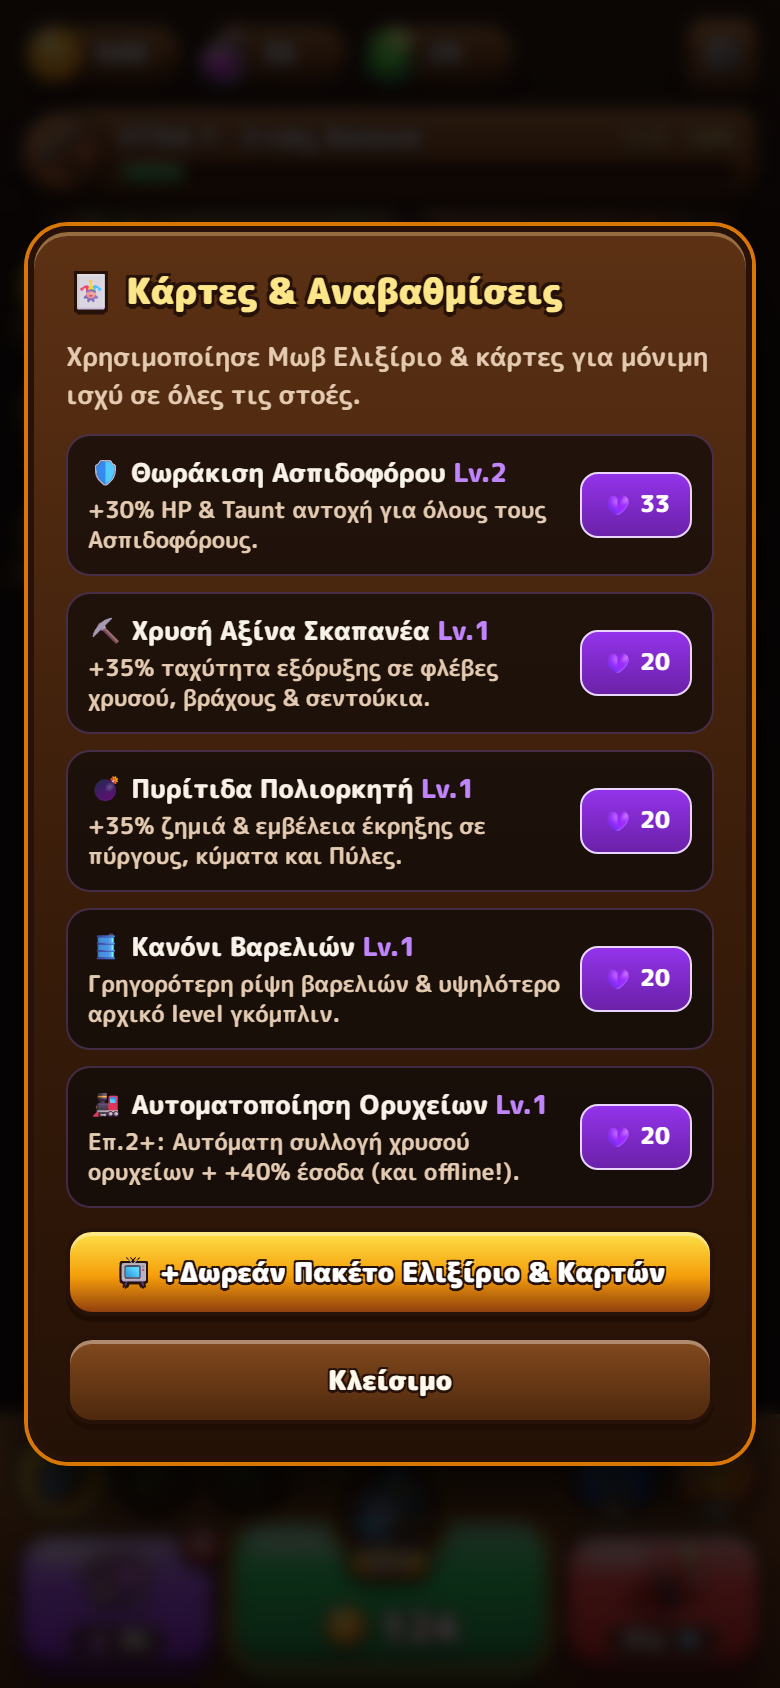 Κάρτες & Αναβαθμίσεις
Χρησιμοποίησε Μωβ Ελιξίριο & κάρτες για μόνιμη
ισχύ σε όλες τις στοές.
Θωράκιση Ασπιδοφόρου Lv.2
+30% HP & Taunt αντοχή για όλους τους
Ασπιδοφόρους.
33
Χρυσή Αξίνα Σκαπανέα Lv.1
+35% ταχύτητα εξόρυξης σε φλέβες
χρυσού, βράχους & σεντούκια.
20
Πυρίτιδα Πολιορκητή Lv.1
+35% ζημιά & εμβέλεια έκρηξης σε
πύργους, κύματα και Πύλες.
20
Κανόνι Βαρελιών Lv.1
Γρηγορότερη ρίψη βαρελιών & υψηλότερο
αρχικό level γκόμπλιν.
20
Αυτοματοποίηση Ορυχείων Lv.1
Επ.2+: Αυτόματη συλλογή χρυσού
ορυχείων + +40% έσοδα (και offline!).
20
+Δωρεάν Πακέτο Ελιξίριο & Καρτών
Κλείσιμο
124